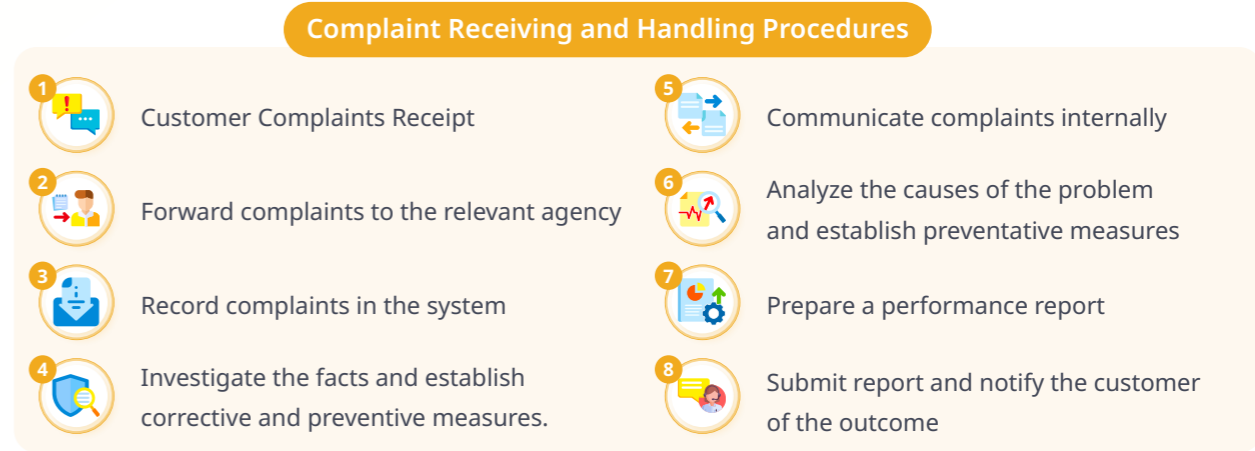 Complaint Receiving and Handling Procedures
1
Customer Complaints Receipt
2
Forward complaints to the relevant agency
3
Record complaints in the system
4
Investigate the facts and establish
corrective and preventive measures.
5
Communicate complaints internally
6
Analyze the causes of the problem
and establish preventative measures
7
Prepare a performance report
8
Submit report and notify the customer
of the outcome